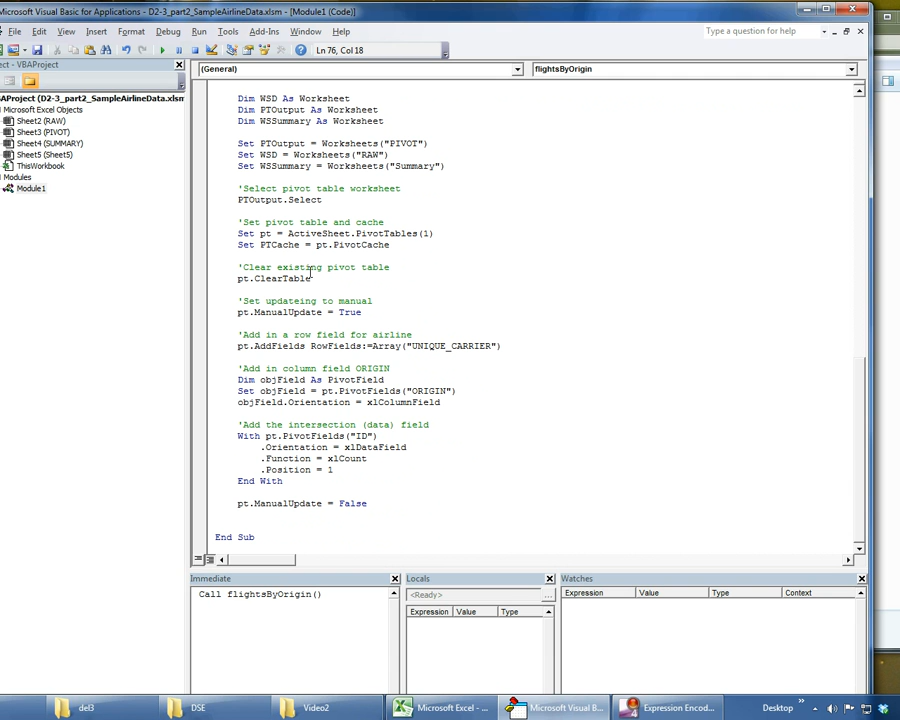 Microsoft Visual Basic for Applications - D2-3_part2_SampleAirlineData.xlsm - [Module1 (Code)]
File Edit View Insert Format Debug Run Tools Add-Ins Window Help
Type a question for help
Ln 76, Col 18
ct - VBAProject
(General)
flightsByOrigin
BAProject (D2-3_part2_SampleAirlineData.xlsm
Microsoft Excel Objects
Sheet2 (RAW)
Sheet3 (PIVOT)
Sheet4 (SUMMARY)
Sheet5 (Sheet5)
ThisWorkbook
Modules
Module1
Dim WSD As Worksheet
Dim PTOutput As Worksheet
Dim WSSummary As Worksheet
Set PTOutput = Worksheets("PIVOT")
Set WSD = Worksheets("RAW")
Set WSSummary = Worksheets("Summary")
'Select pivot table worksheet
PTOutput.Select
'Set pivot table and cache
Set pt = ActiveSheet.PivotTables(1)
Set PTCache = pt.PivotCache
'Clear existing pivot table
pt.ClearTable
'Set updateing to manual
pt.ManualUpdate = True
'Add in a row field for airline
pt.AddFields RowFields:=Array("UNIQUE_CARRIER")
'Add in column field ORIGIN
Dim objField As PivotField
Set objField = pt.PivotFields("ORIGIN")
objField.Orientation = xlColumnField
'Add the intersection (data) field
With pt.PivotFields("ID")
.Orientation = xlDataField
.Function = xlCount
.Position = 1
End With
pt.ManualUpdate = False
End Sub
Immediate
Call flightsByOrigin()
Locals
<Ready>
Expression Value Type
Watches
Expression Value Type Context
del3
DSE
Video2
Microsoft Excel - ...
Microsoft Visual B...
Expression Encod...
Desktop